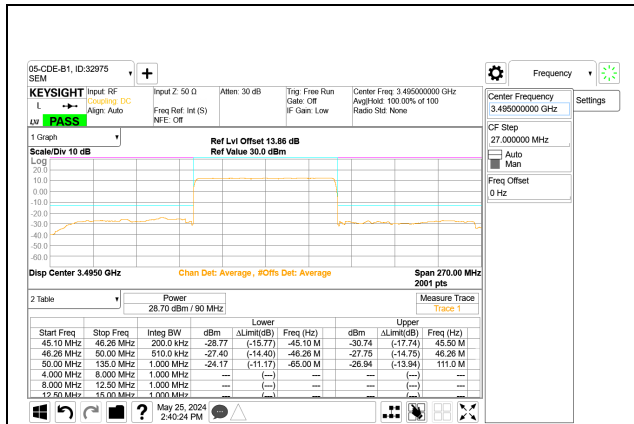 05-CDE-B1, ID:32975
SEM
Frequency
KEYSIGHT
L
LXI PASS
Input: RF
Coupling: DC
Align: Auto
Input Z: 50 Ω
Freq Ref: Int (S)
NFE: Off
Atten: 30 dB
Trig: Free Run
Gate: Off
IF Gain: Low
Center Freq: 3.495000000 GHz
Avg|Hold: 100.00% of 100
Radio Std: None
Center Frequency
3.495000000 GHz
Settings
CF Step
27.000000 MHz
Auto
Man
Freq Offset
0 Hz
1 Graph
Scale/Div 10 dB
Ref Lvl Offset 13.86 dB
Ref Value 30.0 dBm
Log
20.0
10.0
0.00
-10.0
-20.0
-30.0
-40.0
-50.0
-60.0
Disp Center 3.4950 GHz
Chan Det: Average, #Offs Det: Average
Span 270.00 MHz
2001 pts
2 Table
Power
28.70 dBm / 90 MHz
Measure Trace
Trace 1
Lower Upper
Start Freq Stop Freq Integ BW dBm ΔLimit(dB) Freq (Hz) dBm ΔLimit(dB) Freq (Hz)
45.10 MHz 46.26 MHz 200.0 kHz -28.77 (-15.77) -45.10 M -30.74 (-17.74) 45.50 M
46.26 MHz 50.00 MHz 510.0 kHz -27.40 (-14.40) -46.26 M -27.75 (-14.75) 46.26 M
50.00 MHz 135.0 MHz 1.000 MHz -24.17 (-11.17) -65.00 M -26.94 (-13.94) 111.0 M
4.000 MHz 8.000 MHz 1.000 MHz --- (---) --- --- (---) ---
8.000 MHz 12.50 MHz 1.000 MHz --- (---) --- --- (---) ---
12.50 MHz 15.00 MHz 1.000 MHz --- (---) --- --- (---) ---
?
May 25, 2024
2:40:24 PM